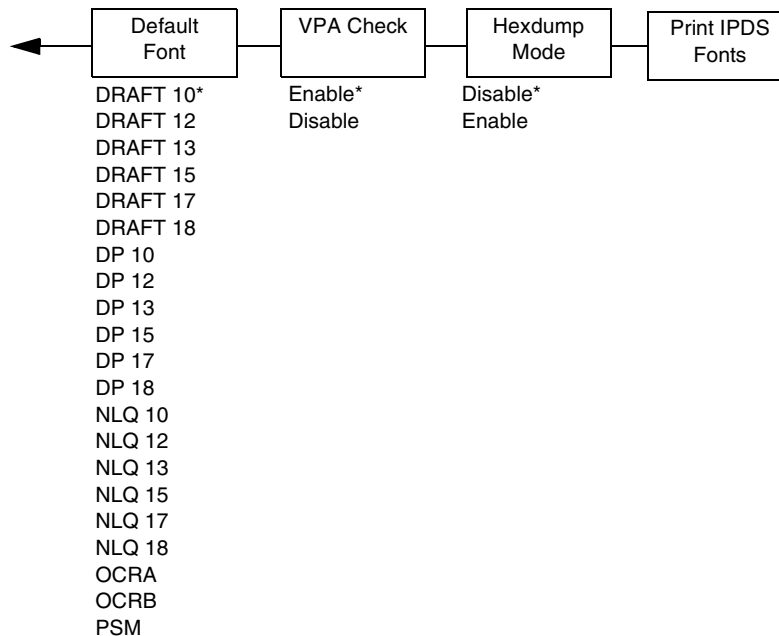 Default
Font
VPA Check
Hexdump
Mode
Print IPDS
Fonts
DRAFT 10*
DRAFT 12
DRAFT 13
DRAFT 15
DRAFT 17
DRAFT 18
DP 10
DP 12
DP 13
DP 15
DP 17
DP 18
NLQ 10
NLQ 12
NLQ 13
NLQ 15
NLQ 17
NLQ 18
OCRA
OCRB
PSM
Enable*
Disable
Disable*
Enable